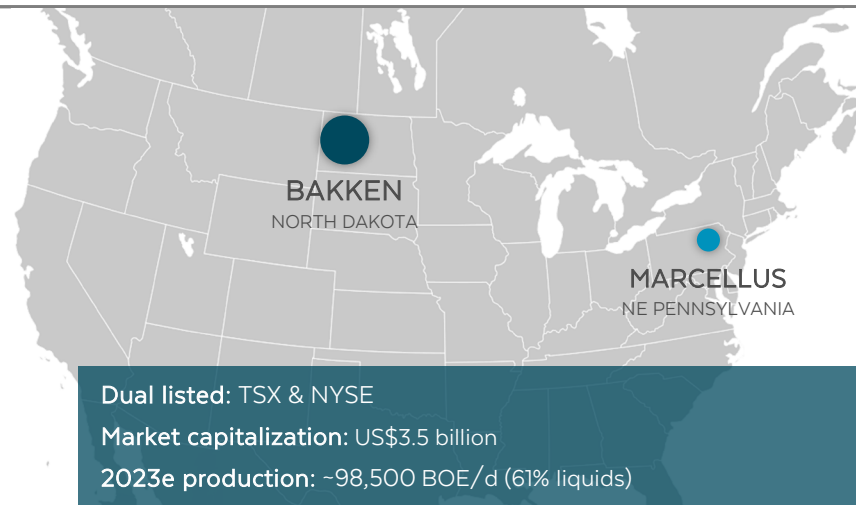 BAKKEN
NORTH DAKOTA
MARCELLUS
NE PENNSYLVANIA
Dual listed: TSX & NYSE
Market capitalization: US$3.5 billion
2023e production: ~98,500 BOE/d (61% liquids)